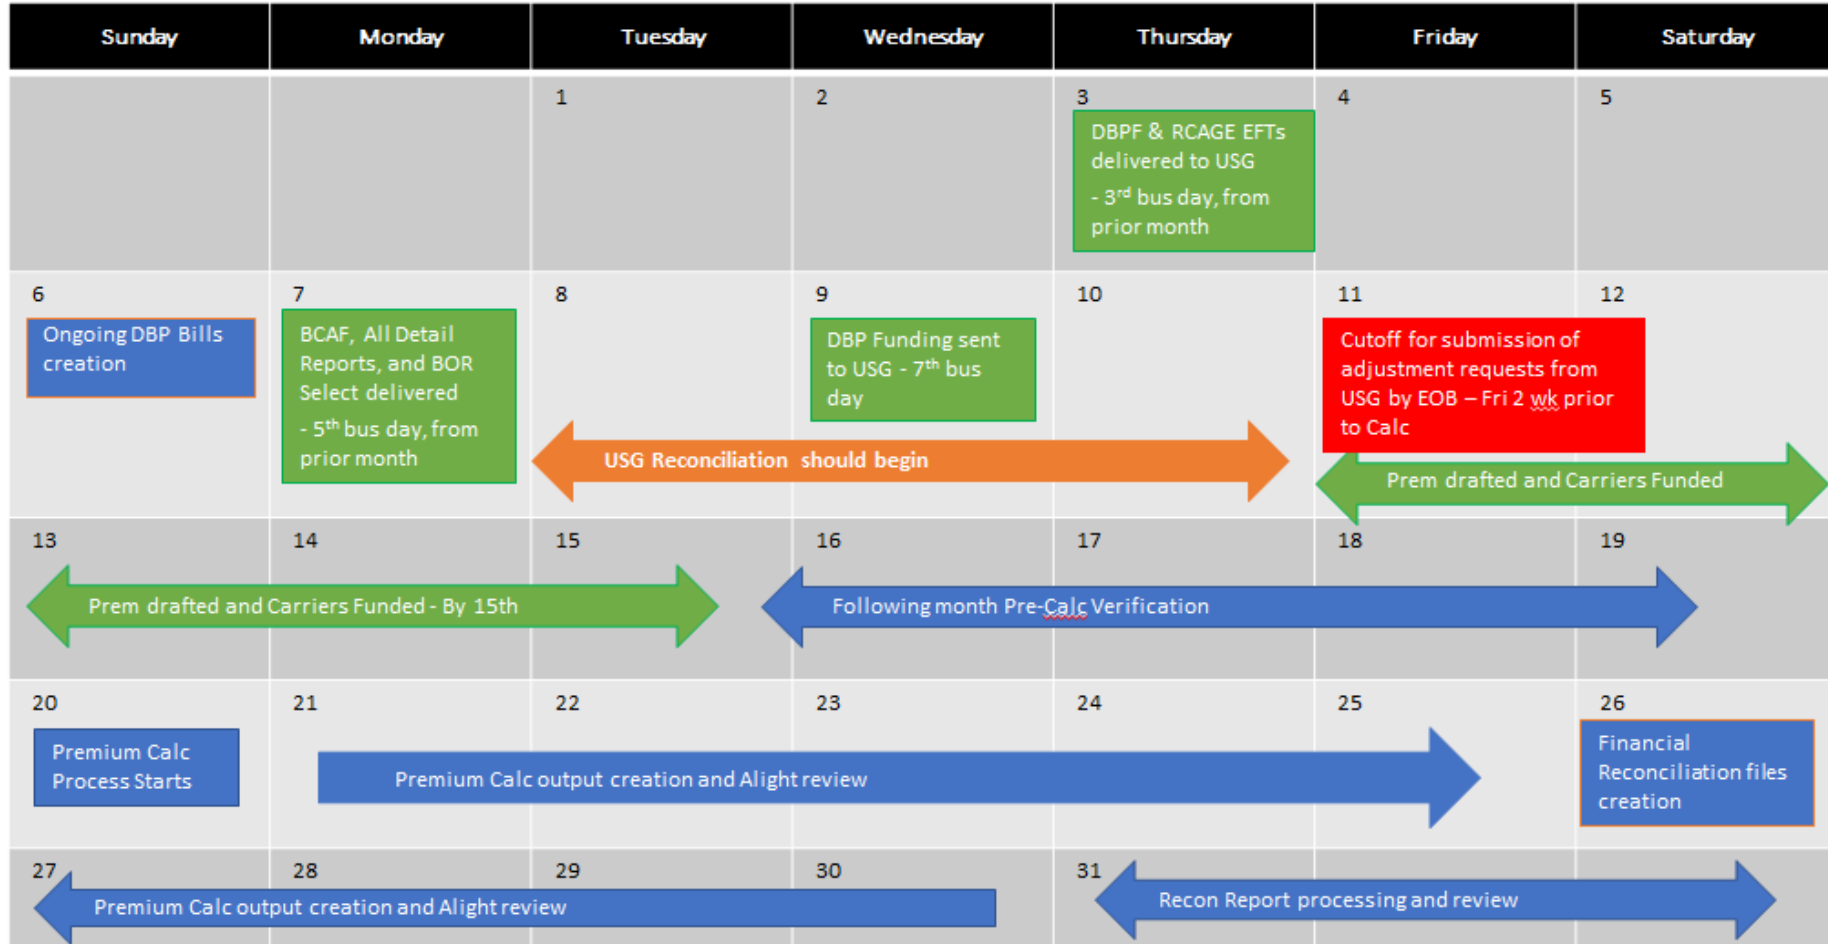 Sunday
Monday
Tuesday
Wednesday
Thursday
Friday
Saturday
1
2
3
4
5
DBPF & RCAGE EFTs
delivered to USG
- 3rd bus day, from
prior month
6
7
8
9
10
11
12
Ongoing DBP Bills
creation
BCAF, All Detail
Reports, and BOR
Select delivered
- 5th bus day, from
prior month
DBP Funding sent
to USG - 7th bus
day
Cutoff for submission of
adjustment requests from
USG by EOB – Fri 2 wk prior
to Calc
USG Reconciliation should begin
Prem drafted and Carriers Funded
13
14
15
16
17
18
19
Prem drafted and Carriers Funded - By 15th
Following month Pre-Calc Verification
20
21
22
23
24
25
26
Premium Calc
Process Starts
Premium Calc output creation and Alight review
Financial
Reconciliation files
creation
27
28
29
30
31
Premium Calc output creation and Alight review
Recon Report processing and review